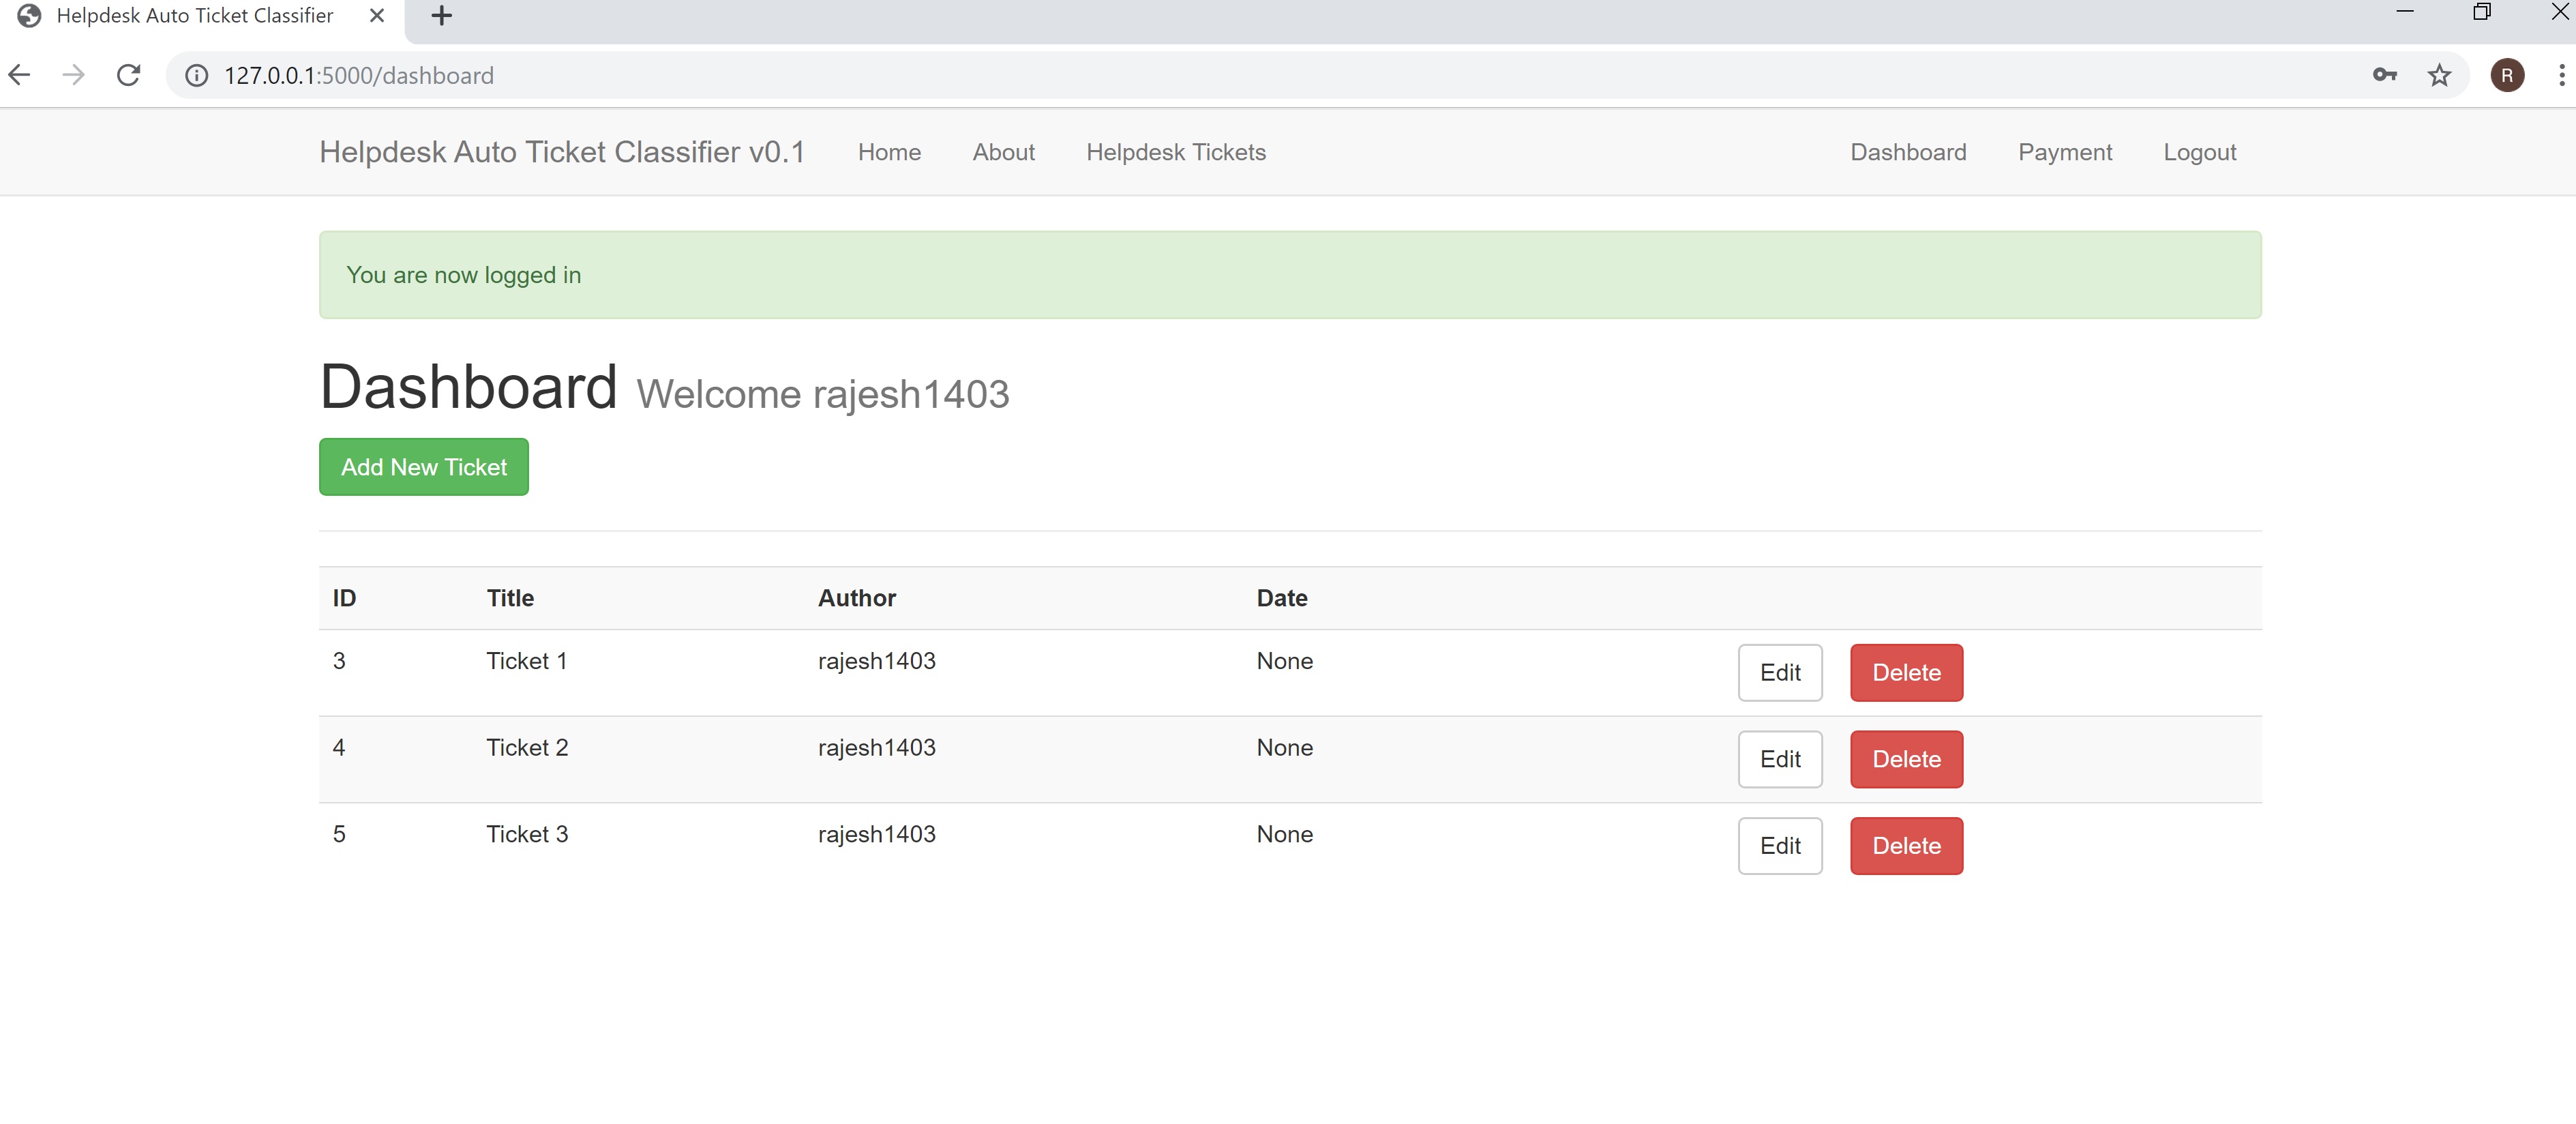 Helpdesk Auto Ticket Classifier
127.0.0.1:5000/dashboard
R
Helpdesk Auto Ticket Classifier v0.1 Home About Helpdesk Tickets Dashboard Payment Logout
You are now logged in
Dashboard Welcome rajesh1403
Add New Ticket
ID Title Author Date
3 Ticket 1 rajesh1403 None Edit Delete
4 Ticket 2 rajesh1403 None Edit Delete
5 Ticket 3 rajesh1403 None Edit Delete